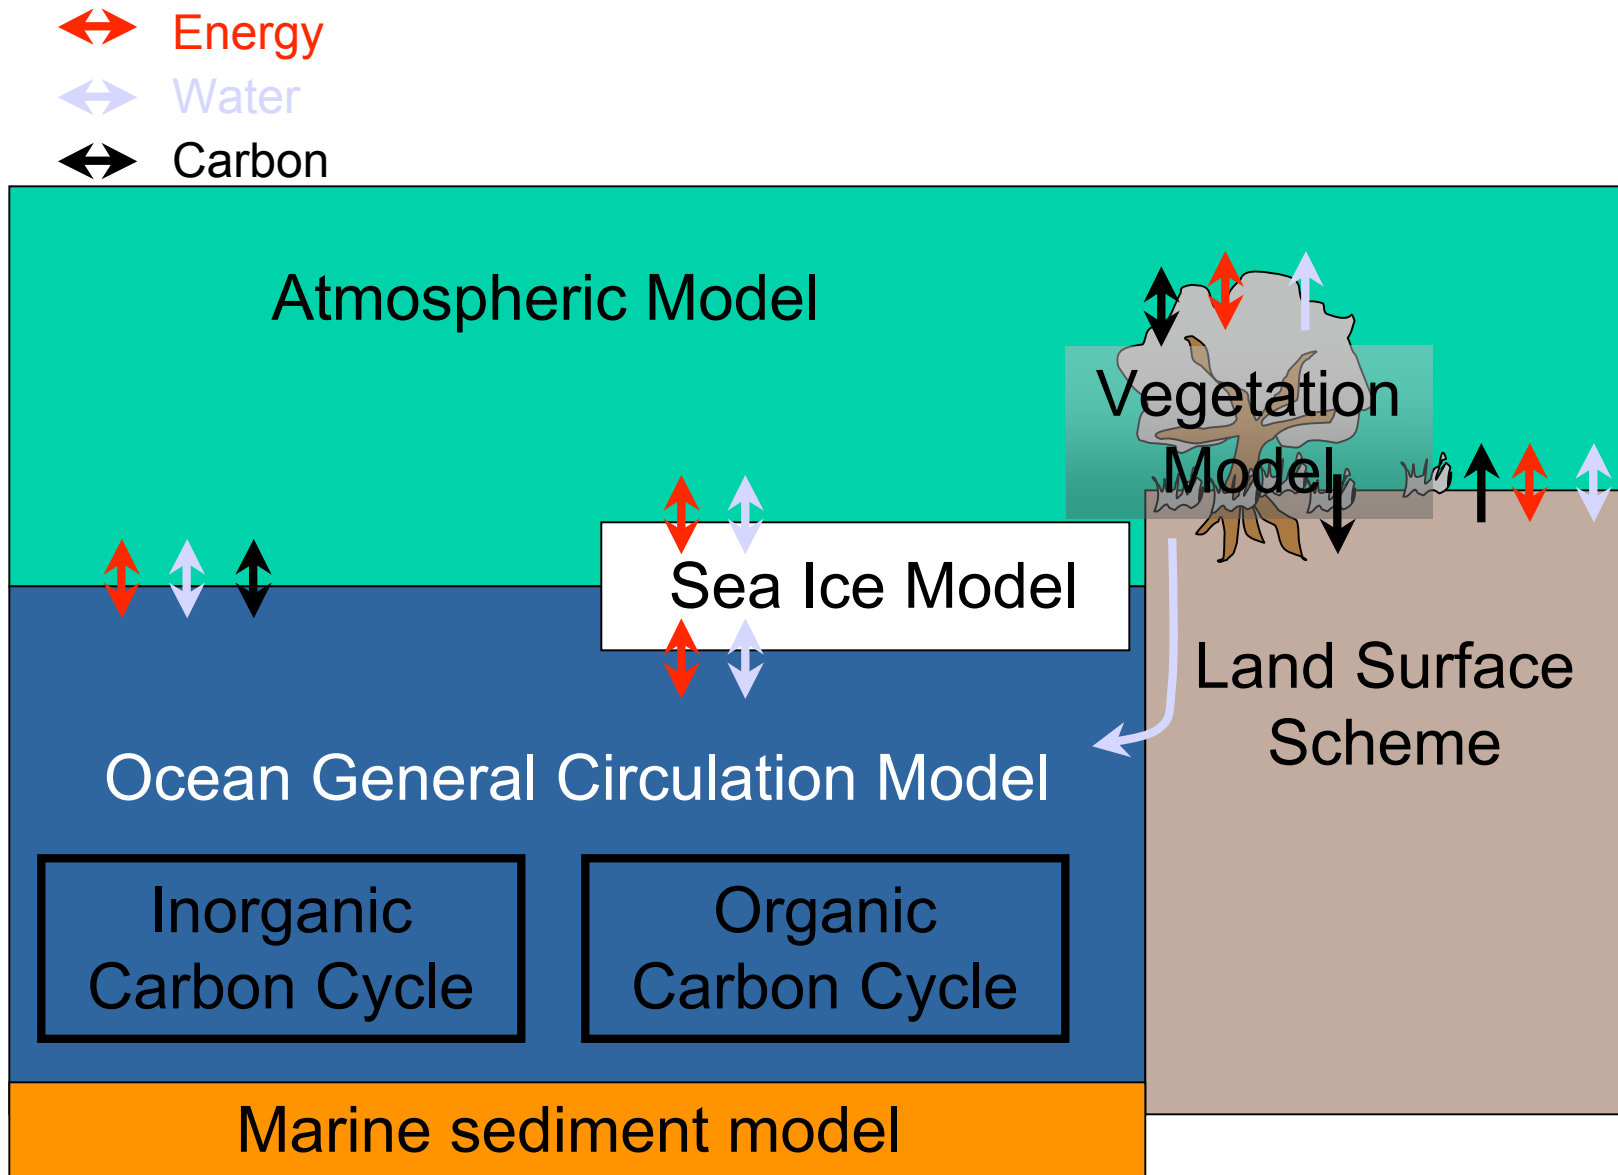 Energy
Water
Carbon
Atmospheric Model
Vegetation
Model
Sea Ice Model
Land Surface
Scheme
Ocean General Circulation Model
Inorganic
Carbon Cycle
Organic
Carbon Cycle
Marine sediment model